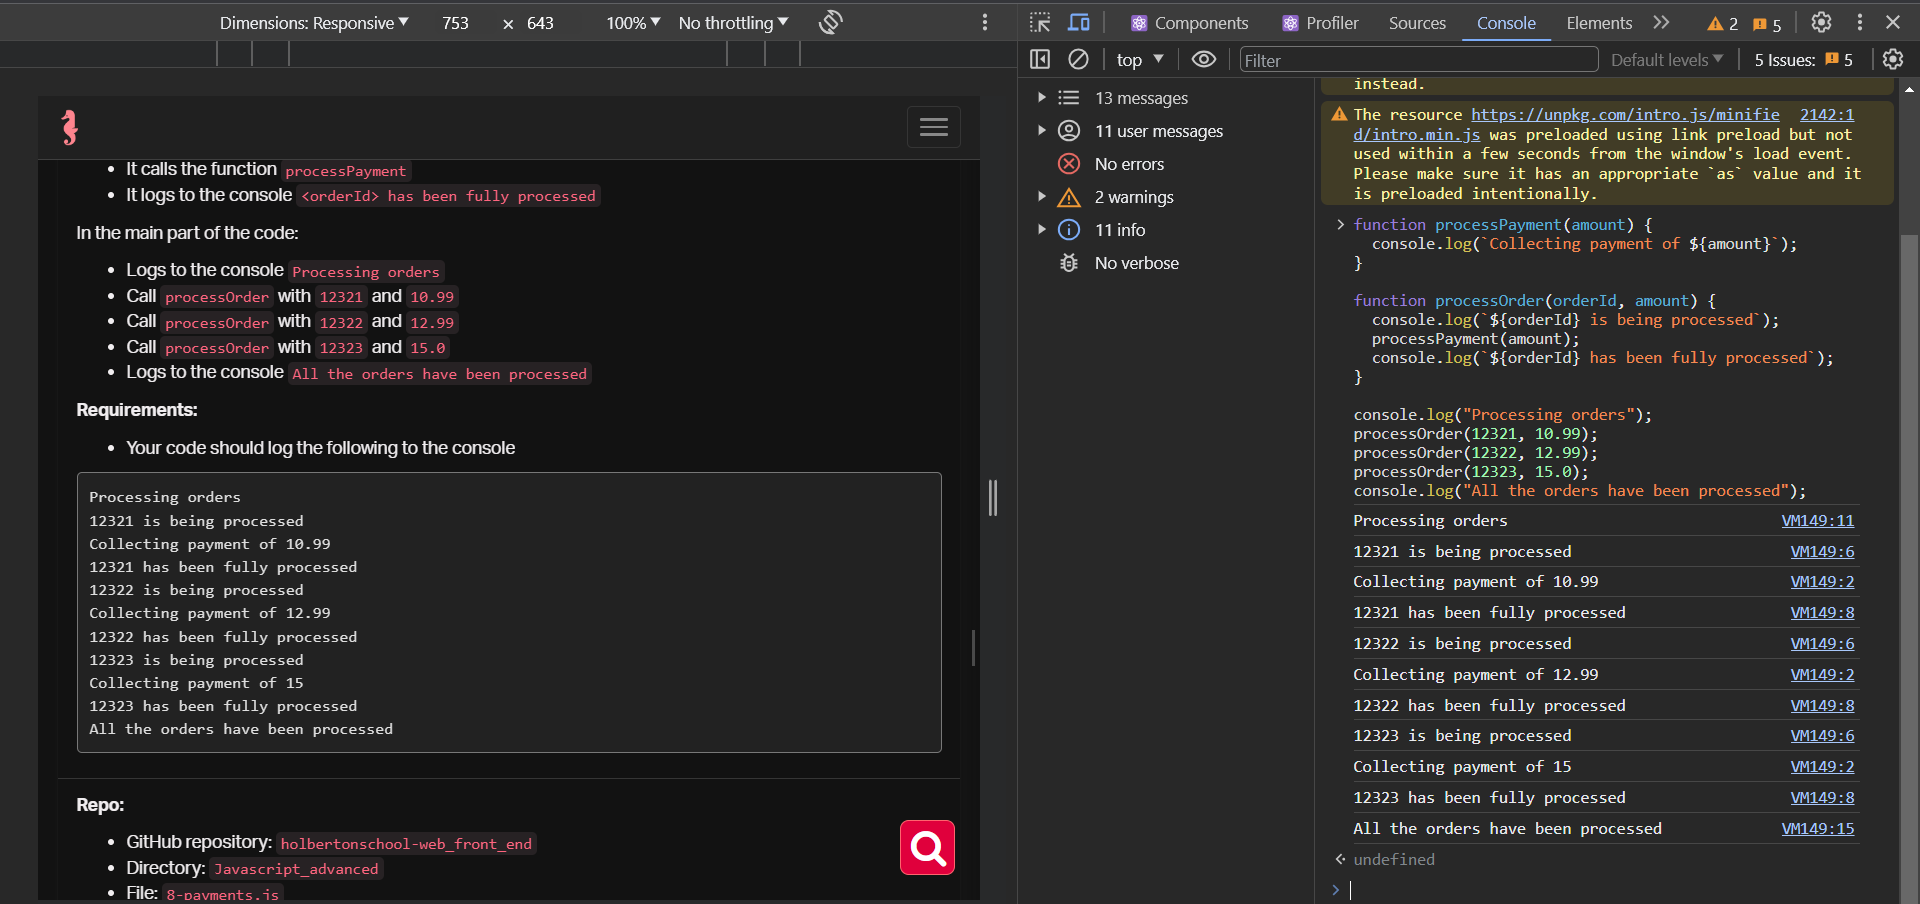 Dimensions: Responsive 753 × 643 100% No throttling
Components Profiler Sources Console Elements 2 5
top Filter Default levels 5 Issues: 5
It calls the function processPayment
It logs to the console <orderId> has been fully processed
In the main part of the code:
Logs to the console Processing orders
Call processOrder with 12321 and 10.99
Call processOrder with 12322 and 12.99
Call processOrder with 12323 and 15.0
Logs to the console All the orders have been processed
Requirements:
Your code should log the following to the console
Processing orders
12321 is being processed
Collecting payment of 10.99
12321 has been fully processed
12322 is being processed
Collecting payment of 12.99
12322 has been fully processed
12323 is being processed
Collecting payment of 15
12323 has been fully processed
All the orders have been processed
Repo:
GitHub repository: holbertonschool-web_front_end
Directory: Javascript_advanced
File: 8-payments.js
13 messages
11 user messages
No errors
2 warnings
11 info
No verbose
instead.
The resource https://unpkg.com/intro.js/minifie 2142:1
d/intro.min.js was preloaded using link preload but not
used within a few seconds from the window's load event.
Please make sure it has an appropriate `as` value and it
is preloaded intentionally.
function processPayment(amount) {
console.log(`Collecting payment of ${amount}`);
}
function processOrder(orderId, amount) {
console.log(`${orderId} is being processed`);
processPayment(amount);
console.log(`${orderId} has been fully processed`);
}
console.log("Processing orders");
processOrder(12321, 10.99);
processOrder(12322, 12.99);
processOrder(12323, 15.0);
console.log("All the orders have been processed");
Processing orders VM149:11
12321 is being processed VM149:6
Collecting payment of 10.99 VM149:2
12321 has been fully processed VM149:8
12322 is being processed VM149:6
Collecting payment of 12.99 VM149:2
12322 has been fully processed VM149:8
12323 is being processed VM149:6
Collecting payment of 15 VM149:2
12323 has been fully processed VM149:8
All the orders have been processed VM149:15
undefined